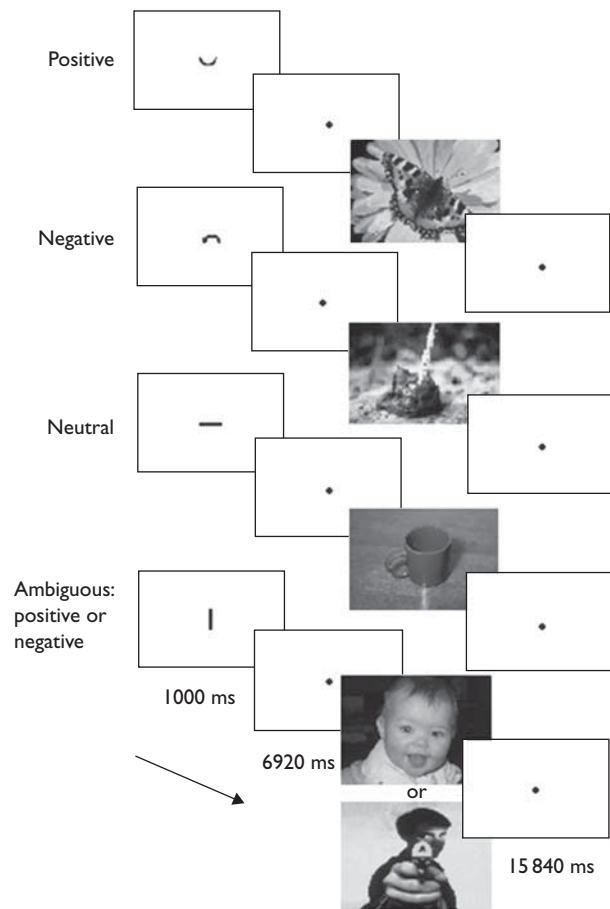 Positive
Negative
Neutral
Ambiguous:
positive or
negative
1000 ms
6920 ms
or
15 840 ms